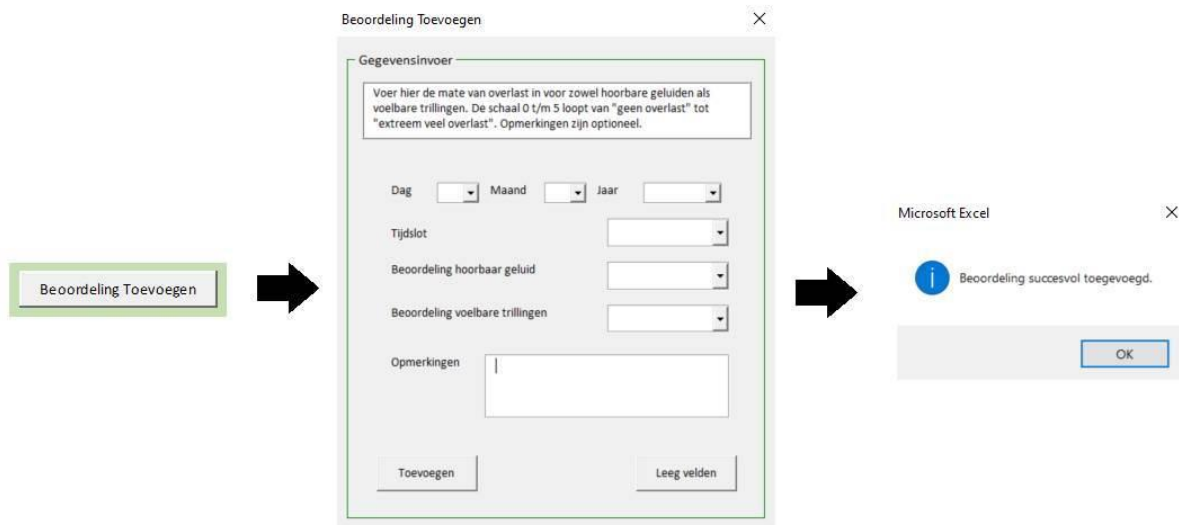 Beoordeling Toevoegen
Beoordeling Toevoegen
Gegevensinvoer
Voer hier de mate van overlast in voor zowel hoorbare geluiden als
voelbare trillingen. De schaal 0 t/m 5 loopt van "geen overlast" tot
"extreem veel overlast". Opmerkingen zijn optioneel.
Dag Maand Jaar
Tijdslot
Beoordeling hoorbaar geluid
Beoordeling voelbare trillingen
Opmerkingen
Toevoegen Leeg velden
Microsoft Excel
Beoordeling succesvol toegevoegd.
OK